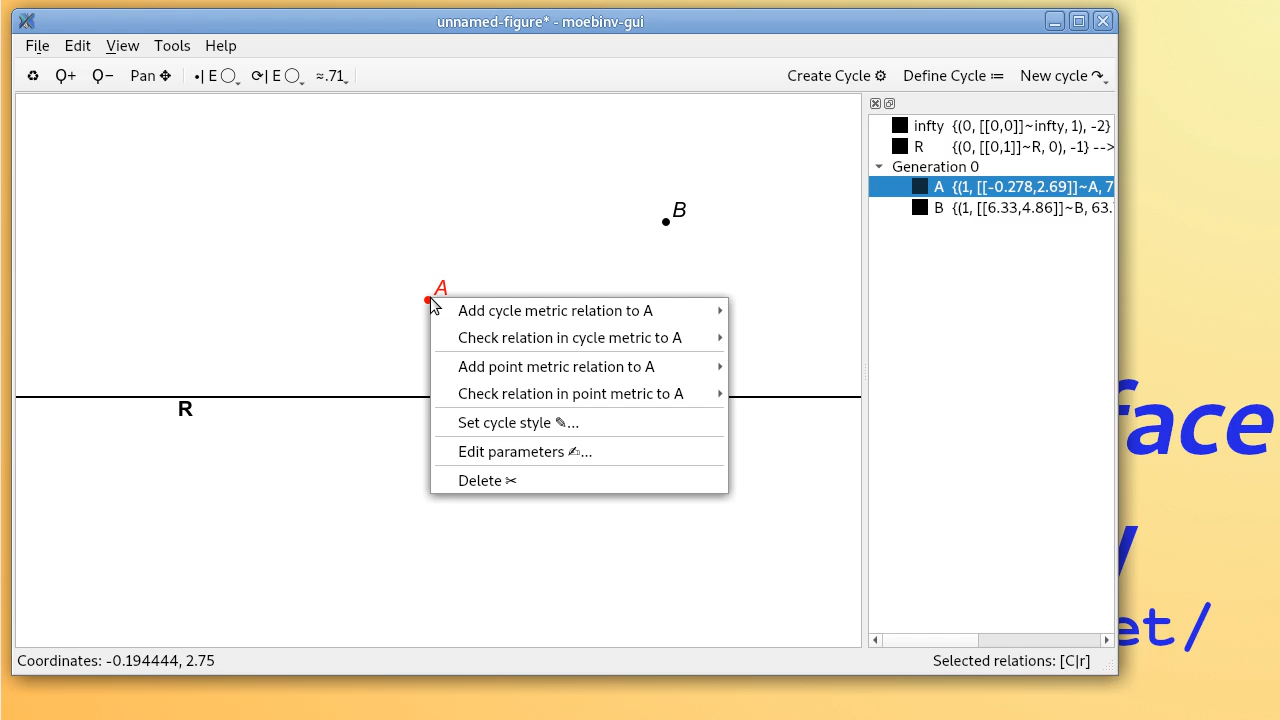 unnamed-figure* - moebinv-gui
File Edit View Tools Help
Pan E E ≈.71 Create Cycle ⚙ Define Cycle ≔ New cycle
infty {(0, [[0,0]]~infty, 1), -2}
R {(0, [[0,1]]~R, 0), -1} -->
Generation 0
A {(1, [[-0.278,2.69]]~A, 7
B {(1, [[6.33,4.86]]~B, 63.
B
A
Add cycle metric relation to A
Check relation in cycle metric to A
Add point metric relation to A
Check relation in point metric to A
Set cycle style ✎...
Edit parameters ✍...
Delete ✂
R
face
y
et/
Coordinates: -0.194444, 2.75
Selected relations: [C|r]